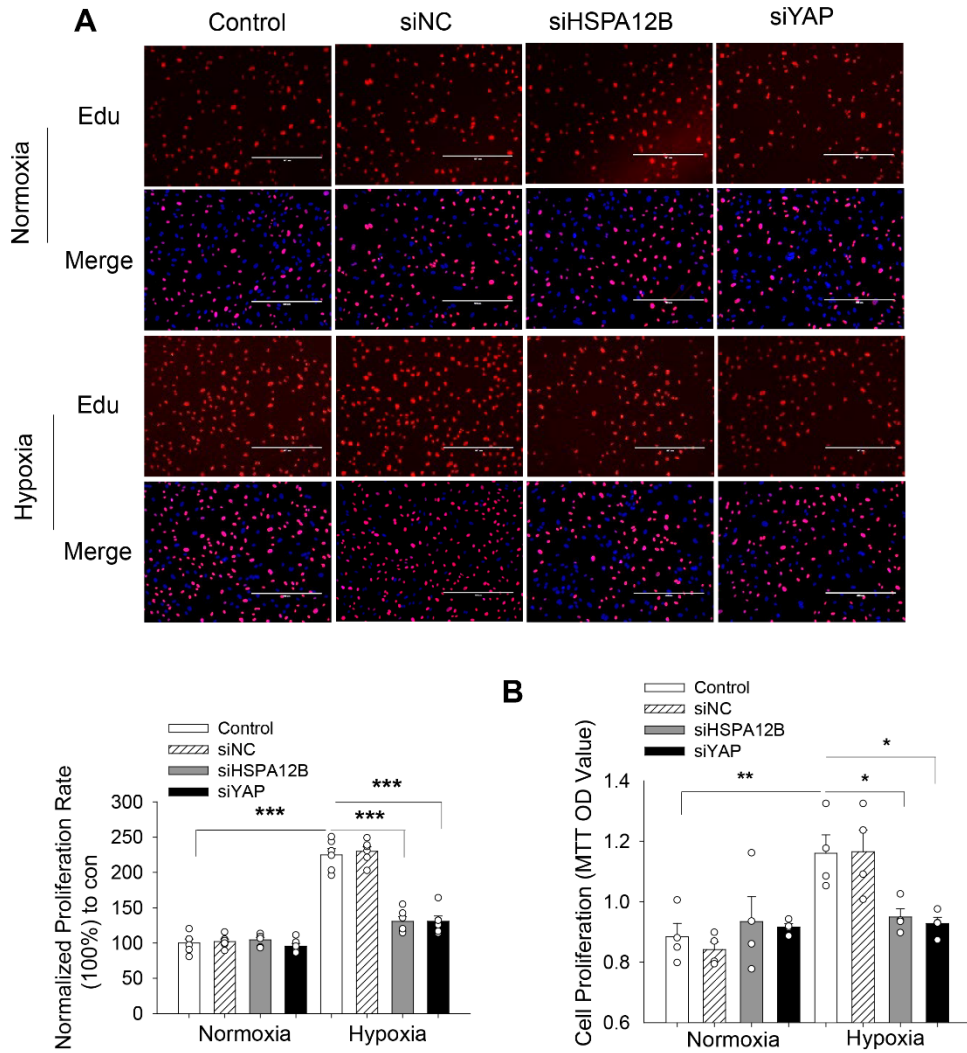 A
Control siNC siHSPA12B siYAP
Normoxia
Edu
Merge
Hypoxia
Edu
Merge
Control
siNC
siHSPA12B
siYAP
Normalized Proliferation Rate
(100%) to con
300
250
200
150
100
50
0
***
***
***
Normoxia Hypoxia
B
Control
siNC
siHSPA12B
siYAP
Cell Proliferation (MTT OD Value)
1.4
1.2
1.0
0.8
0.6
**
*
*
Normoxia Hypoxia